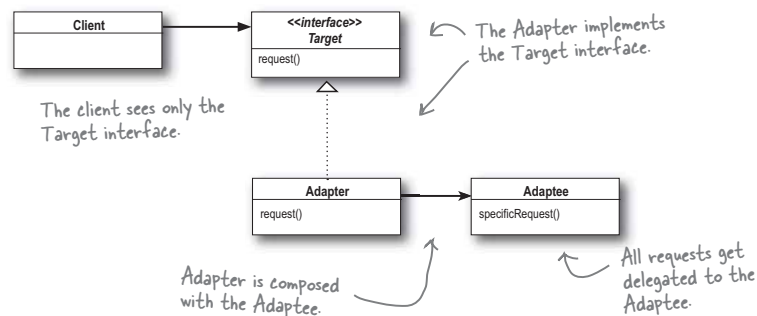 Client
<<interface>>
Target
request()
The Adapter implements
the Target interface.
The client sees only the
Target interface.
Adapter
request()
Adaptee
specificRequest()
Adapter is composed
with the Adaptee.
All requests get
delegated to the
Adaptee.